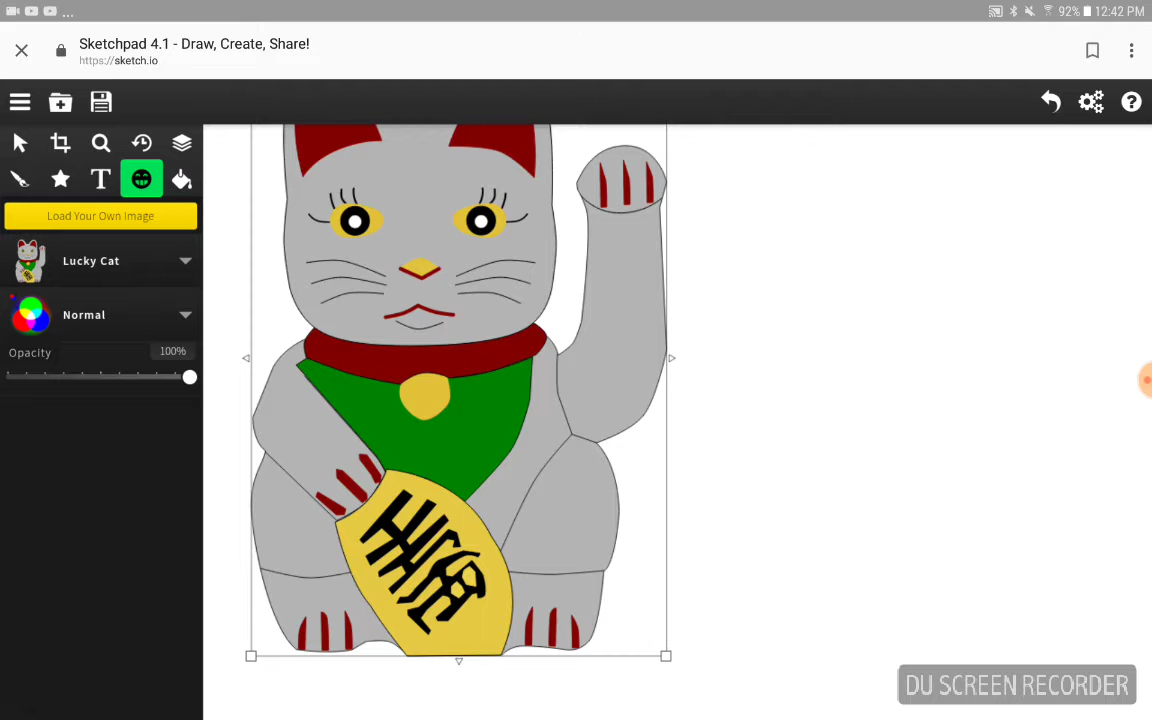 ... 92% 12:42 PM
Sketchpad 4.1 - Draw, Create, Share!
https://sketch.io
T
Load Your Own Image
Lucky Cat
Normal
Opacity 100%
DU SCREEN RECORDER